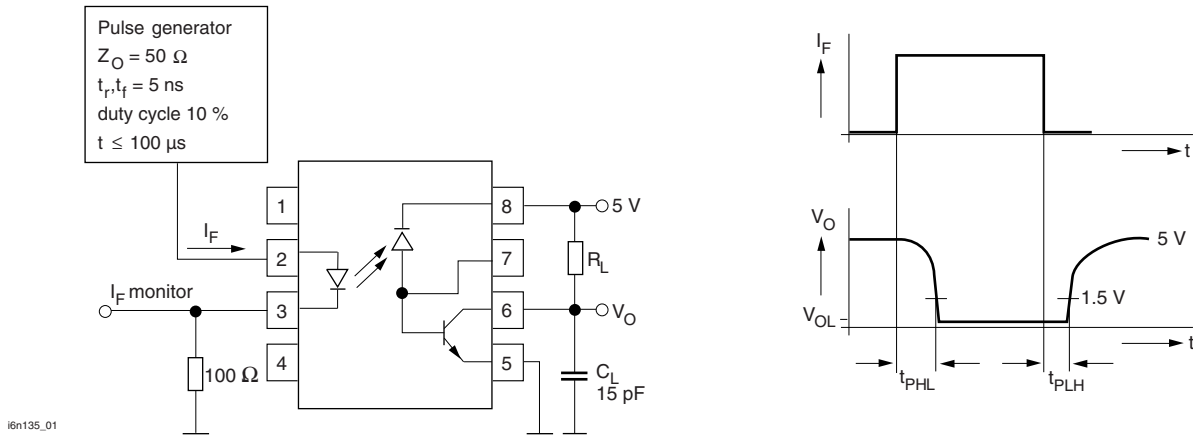 Pulse generator
Z_O = 50 Ω
t_r,t_f = 5 ns
duty cycle 10 %
t ≤ 100 μs
I_F
1
2
3
4
8
7
6
5
5 V
R_L
V_O
C_L
15 pF
I_F monitor
100 Ω
i6n135_01
I_F
t
V_O
5 V
1.5 V
V_OL
t
t_PHL
t_PLH